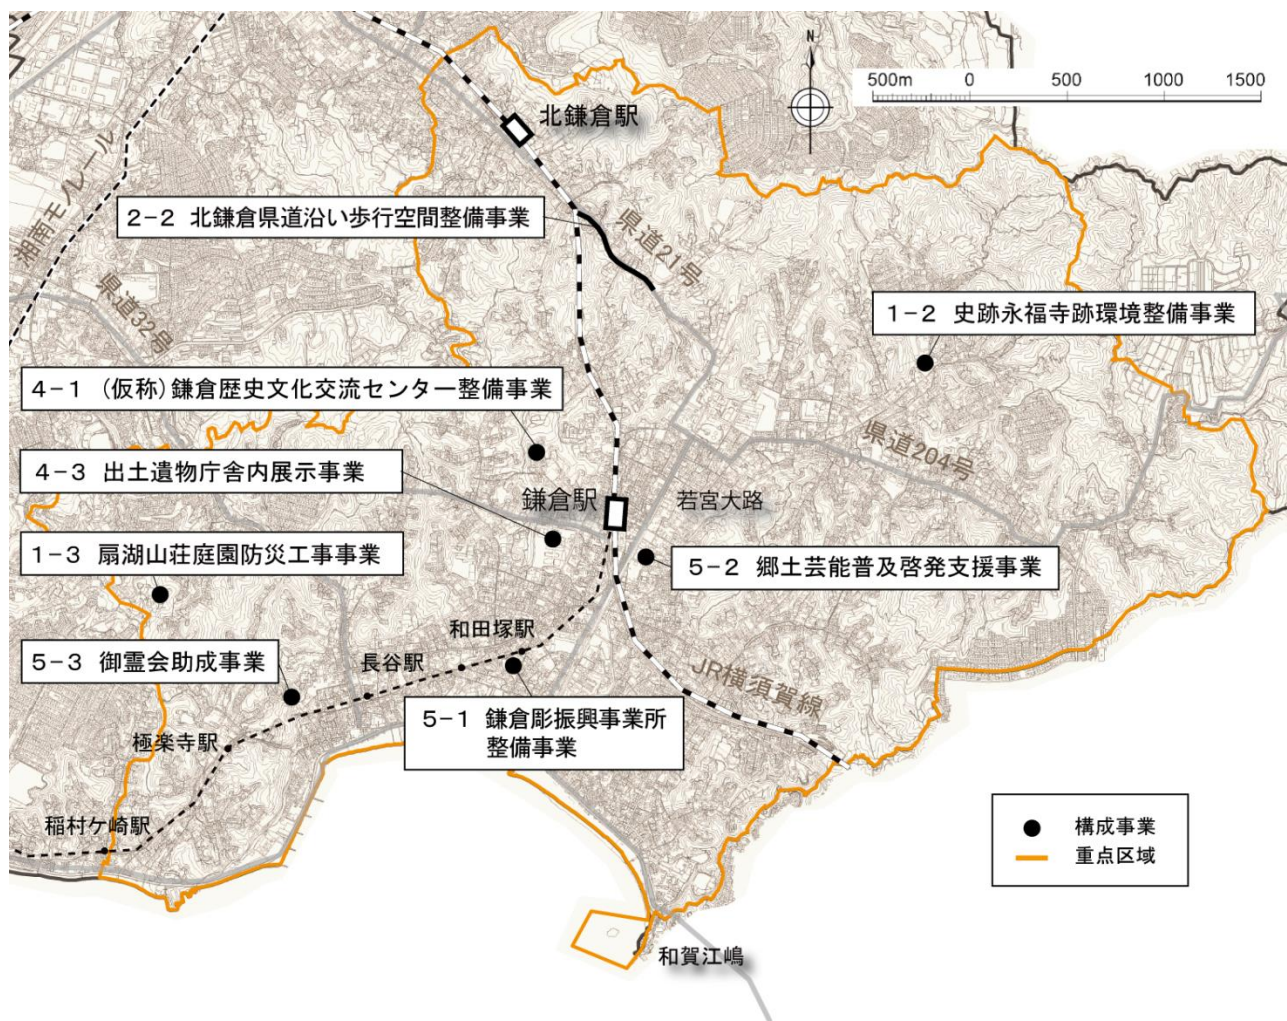 N
500m 0 500 1000 1500
北鎌倉駅
湘南モノレール
2-2 北鎌倉県道沿い歩行空間整備事業
県道21号
県道32号
1-2 史跡永福寺跡環境整備事業
4-1 (仮称)鎌倉歴史文化交流センター整備事業
県道204号
4-3 出土遺物庁舎内展示事業
鎌倉駅
若宮大路
1-3 扇湖山荘庭園防災工事事業
5-2 郷土芸能普及啓発支援事業
和田塚駅
5-3 御霊会助成事業
長谷駅
JR横須賀線
5-1 鎌倉彫振興事業所
整備事業
極楽寺駅
稲村ケ崎駅
構成事業
重点区域
和賀江嶋